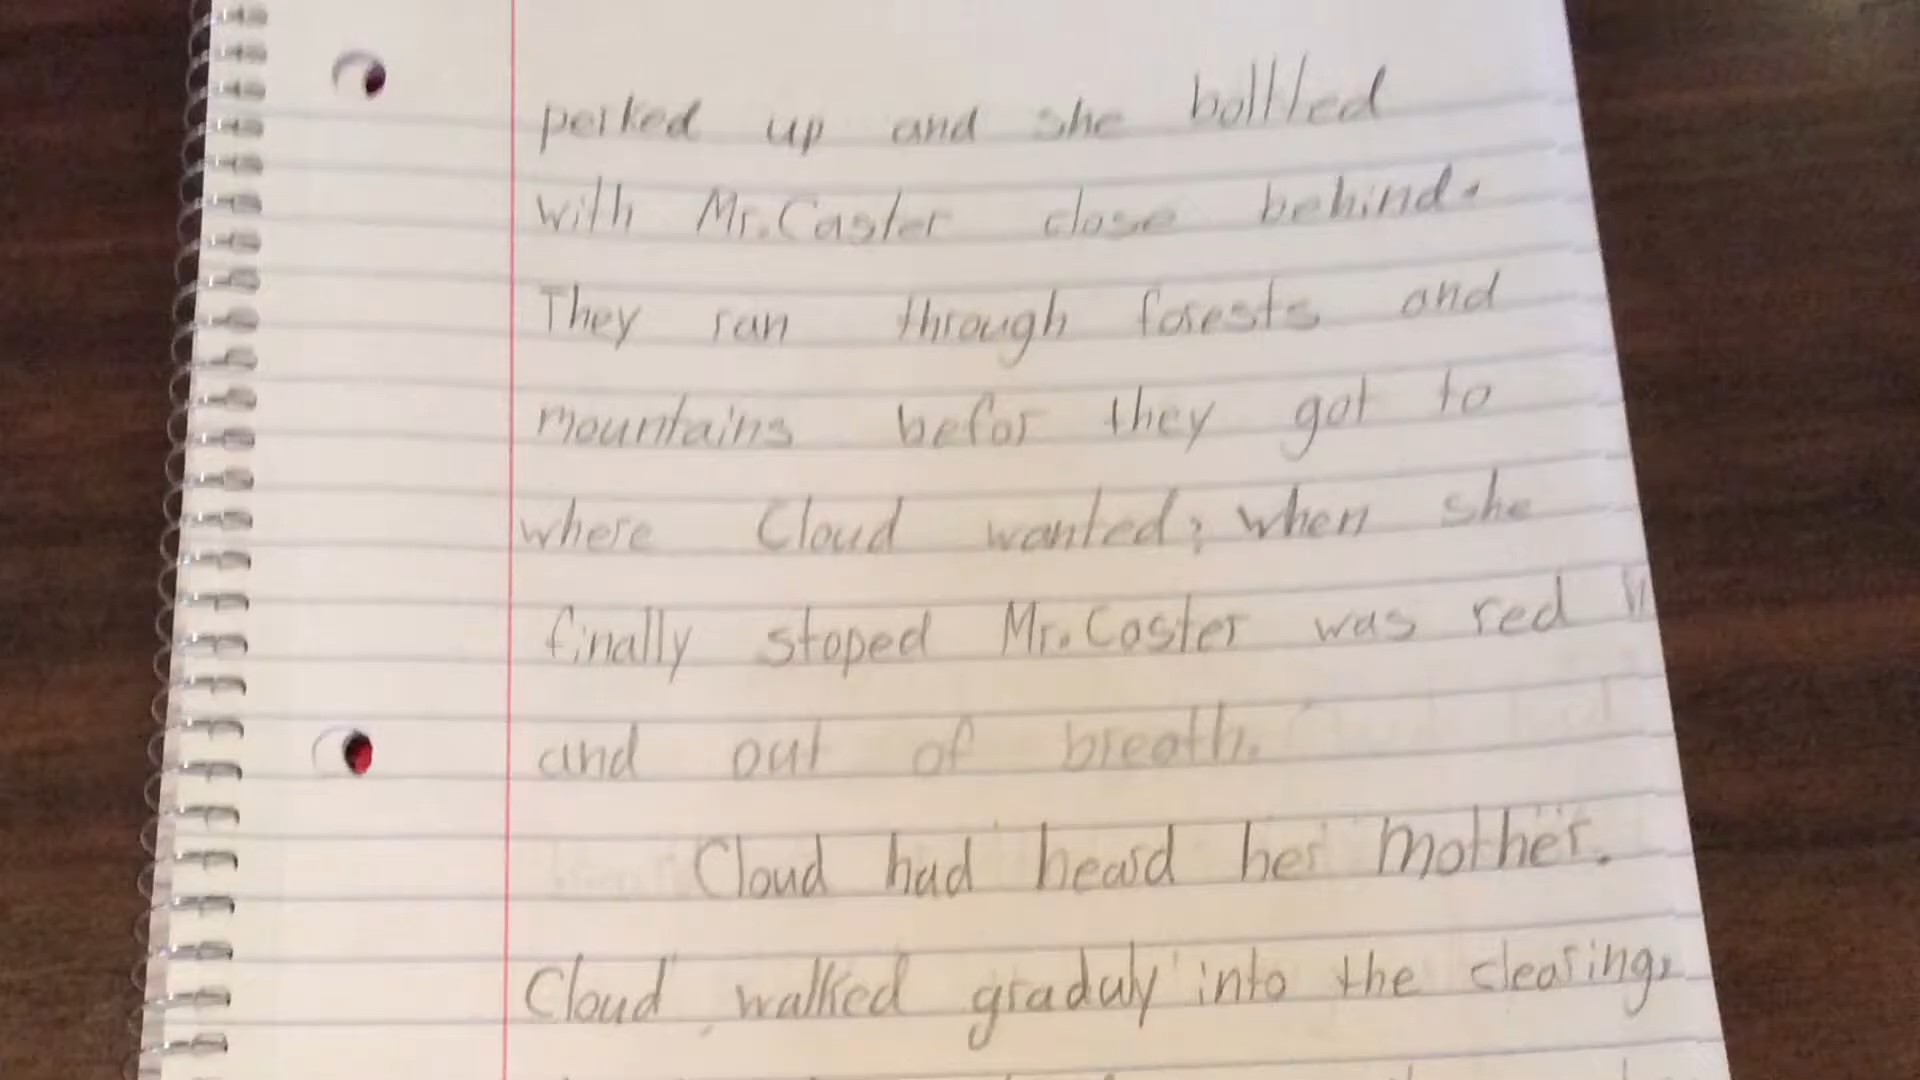 perked up and she bollted
with Mr. Caster close behind.
They ran through forests and
mountains befor they got to
where Cloud wanted; when she
finally stoped Mr. Caster was red
and out of breath.
Cloud had heard her mother.
Cloud walked graduly into the clearing,